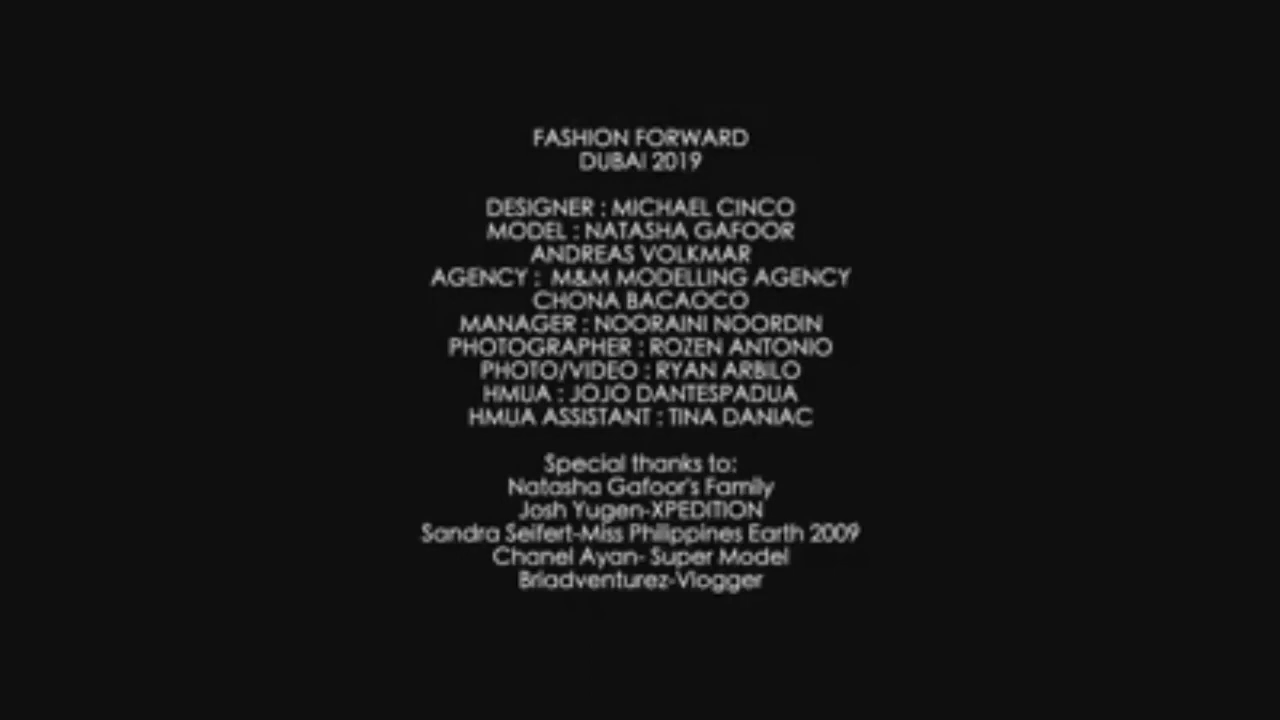 FASHION FORWARD
DUBAI 2019
DESIGNER : MICHAEL CINCO
MODEL : NATASHA GAFOOR
ANDREAS VOLKMAR
AGENCY : M&M MODELLING AGENCY
CHONA BACAOCO
MANAGER : NOORAINI NOORDIN
PHOTOGRAPHER : ROZEN ANTONIO
PHOTO/VIDEO : RYAN ARBILO
HMUA : JOJO DANTESPADUA
HMUA ASSISTANT : TINA DANIAC
Special thanks to:
Natasha Gafoor's Family
Josh Yugen-XPEDITION
Sandra Seifert-Miss Philippines Earth 2009
Chanel Ayan- Super Model
Briadventurez-Vlogger